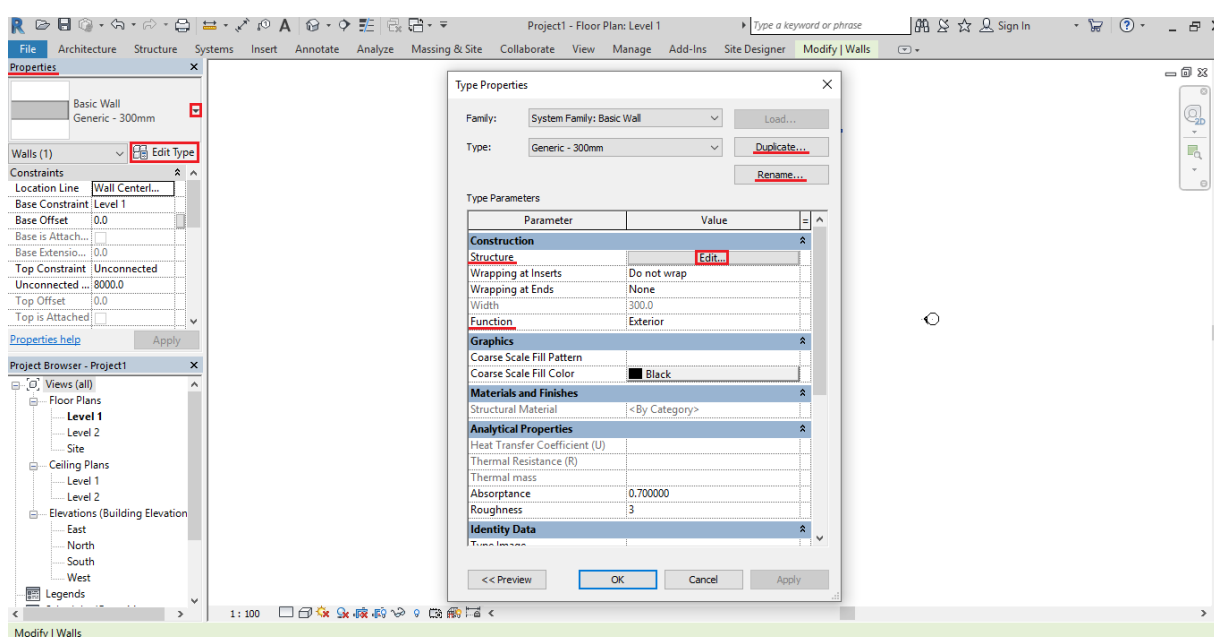 Project1 - Floor Plan: Level 1
Type a keyword or phrase
Sign In
File Architecture Structure Systems Insert Annotate Analyze Massing & Site Collaborate View Manage Add-Ins Site Designer Modify | Walls
Properties
Basic Wall
Generic - 300mm
Walls (1)
Edit Type
Constraints
Location Line Wall Centerl...
Base Constraint Level 1
Base Offset 0.0
Base is Attach...
Base Extensio... 0.0
Top Constraint Unconnected
Unconnected ... 8000.0
Top Offset 0.0
Top is Attached
Properties help
Apply
Project Browser - Project1
Views (all)
Floor Plans
Level 1
Level 2
Site
Ceiling Plans
Level 1
Level 2
Elevations (Building Elevation
East
North
South
West
Legends
Type Properties
Family: System Family: Basic Wall Load...
Type: Generic - 300mm Duplicate...
Rename...
Type Parameters
Parameter Value =
Construction
Structure Edit...
Wrapping at Inserts Do not wrap
Wrapping at Ends None
Width 300.0
Function Exterior
Graphics
Coarse Scale Fill Pattern
Coarse Scale Fill Color Black
Materials and Finishes
Structural Material <By Category>
Analytical Properties
Heat Transfer Coefficient (U)
Thermal Resistance (R)
Thermal mass
Absorptance 0.700000
Roughness 3
Identity Data
Type Image
<< Preview OK Cancel Apply
2D
1 : 100
Modify | Walls